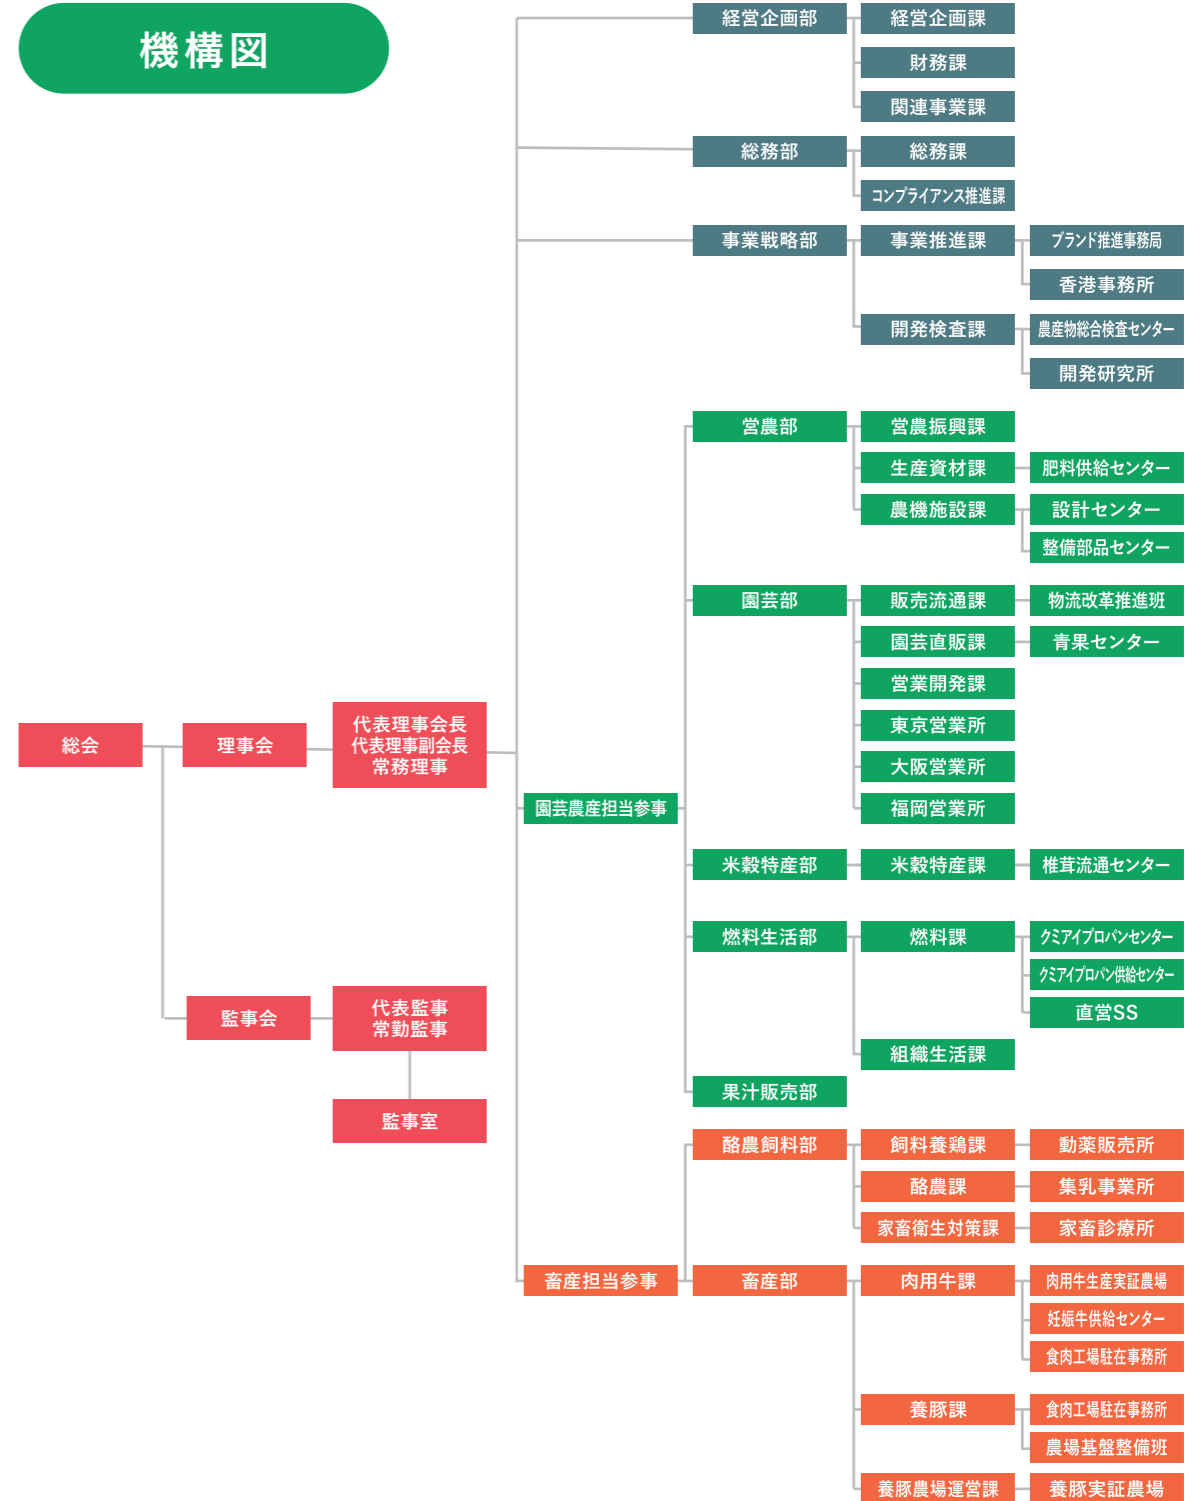 機構図
経営企画部
経営企画課
財務課
関連事業課
総務部
総務課
コンプライアンス推進課
事業戦略部
事業推進課
ブランド推進事務局
香港事務所
開発検査課
農産物総合検査センター
開発研究所
営農部
営農振興課
生産資材課
肥料供給センター
農機施設課
設計センター
整備部品センター
園芸部
販売流通課
物流改革推進班
園芸直販課
青果センター
営業開発課
東京営業所
大阪営業所
福岡営業所
総会
理事会
代表理事会長
代表理事副会長
常務理事
園芸農産担当参事
米穀特産部
米穀特産課
椎茸流通センター
燃料生活部
燃料課
クミアイプロパンセンター
クミアイプロパン供給センター
直営SS
組織生活課
果汁販売部
監事会
代表監事
常勤監事
監事室
酪農飼料部
飼料養鶏課
動薬販売所
酪農課
集乳事業所
家畜衛生対策課
家畜診療所
畜産担当参事
畜産部
肉用牛課
肉用牛生産実証農場
妊娠牛供給センター
食肉工場駐在事務所
養豚課
食肉工場駐在事務所
農場基盤整備班
養豚農場運営課
養豚実証農場